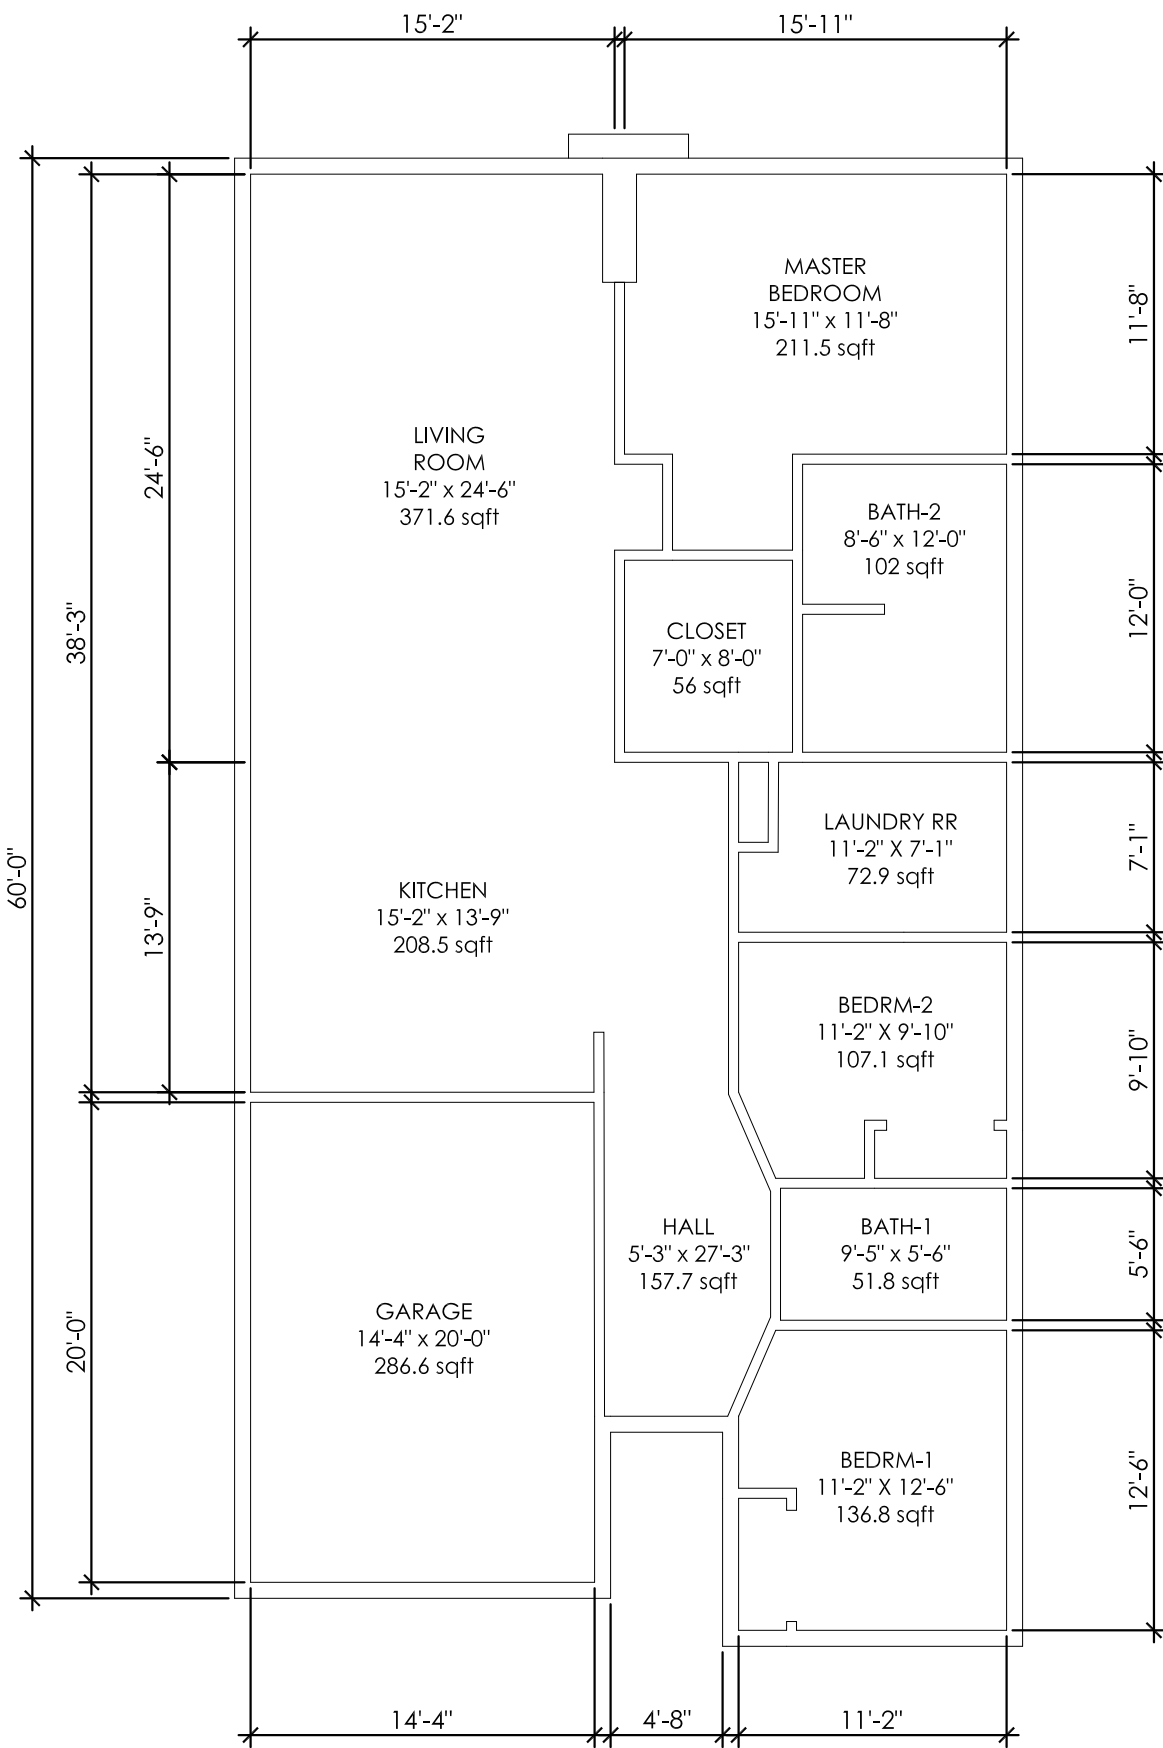 15'-2"
15'-11"
MASTER
BEDROOM
15'-11" x 11'-8"
211.5 sqft
11'-8"
LIVING
ROOM
15'-2" x 24'-6"
371.6 sqft
24'-6"
BATH-2
8'-6" x 12'-0"
102 sqft
12'-0"
38'-3"
CLOSET
7'-0" x 8'-0"
56 sqft
LAUNDRY RR
11'-2" X 7'-1"
72.9 sqft
7'-1"
60'-0"
KITCHEN
15'-2" x 13'-9"
208.5 sqft
13'-9"
BEDRM-2
11'-2" X 9'-10"
107.1 sqft
9'-10"
HALL
5'-3" x 27'-3"
157.7 sqft
BATH-1
9'-5" x 5'-6"
51.8 sqft
5'-6"
20'-0"
GARAGE
14'-4" x 20'-0"
286.6 sqft
BEDRM-1
11'-2" X 12'-6"
136.8 sqft
12'-6"
14'-4"
4'-8"
11'-2"